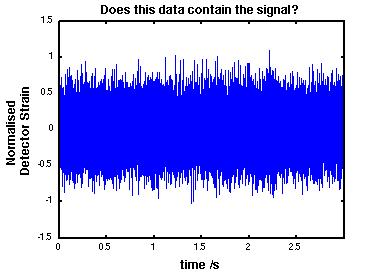 Does this data contain the signal?
1.5
1
0.5
0
-0.5
-1
-1.5
Normalised
Detector Strain
0 0.5 1 1.5 2 2.5
time /s